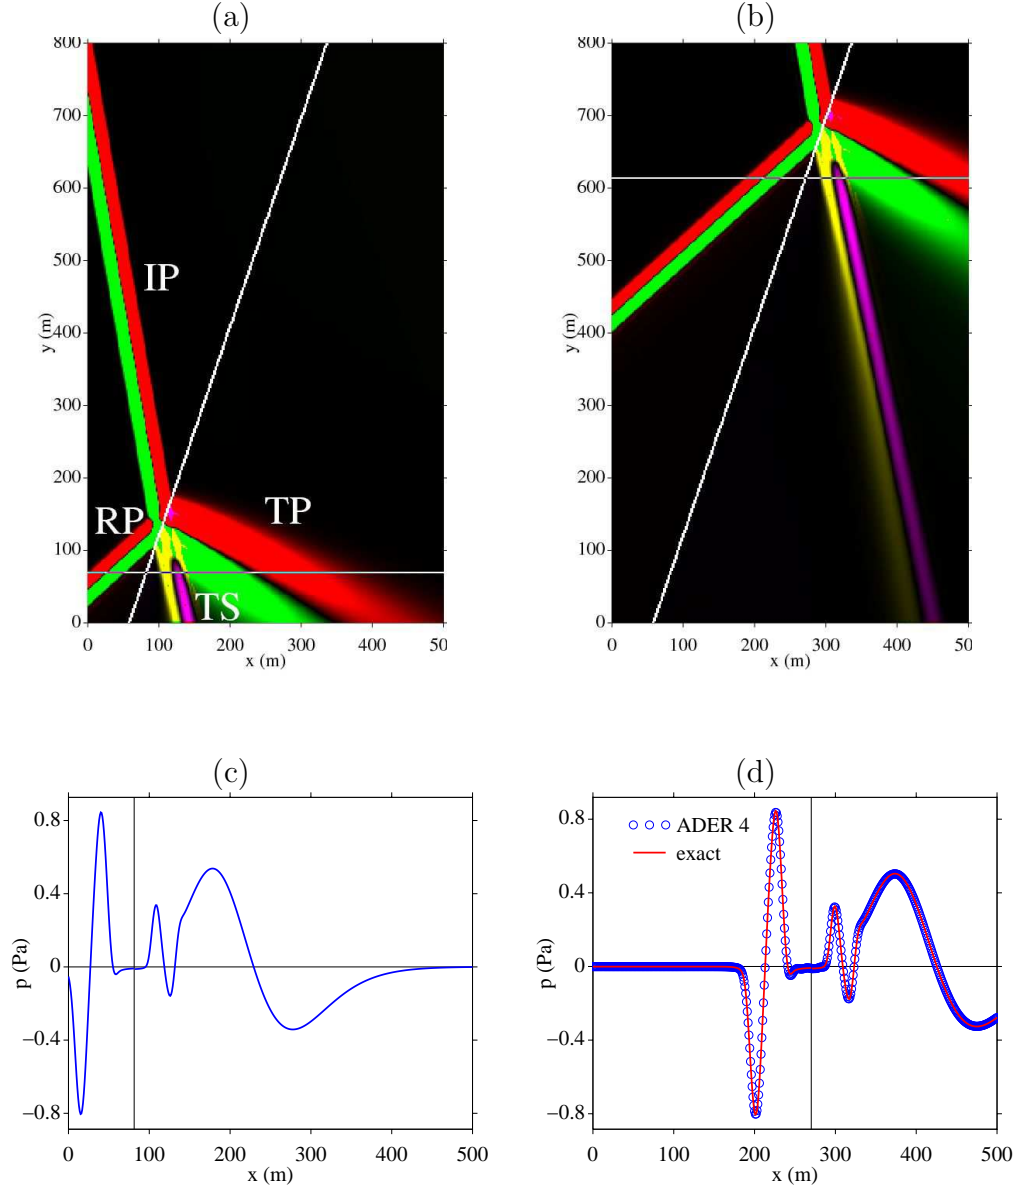 (a)
800
700
600
500
400
300
200
100
0
y (m)
IP
RP
TP
TS
0 100 200 300 400 50
x (m)
(b)
800
700
600
500
400
300
200
100
0
y (m)
0 100 200 300 400 50
x (m)
(c)
0.8
0.4
0
−0.4
−0.8
p (Pa)
0 100 200 300 400 500
x (m)
(d)
0.8
0.4
0
−0.4
−0.8
p (Pa)
ADER 4
exact
0 100 200 300 400 500
x (m)